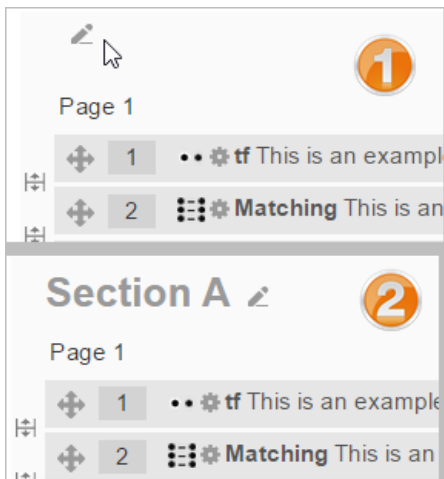 1
Page 1
1 tf This is an exampl
2 Matching This is an
Section A
2
Page 1
1 tf This is an example
2 Matching This is an